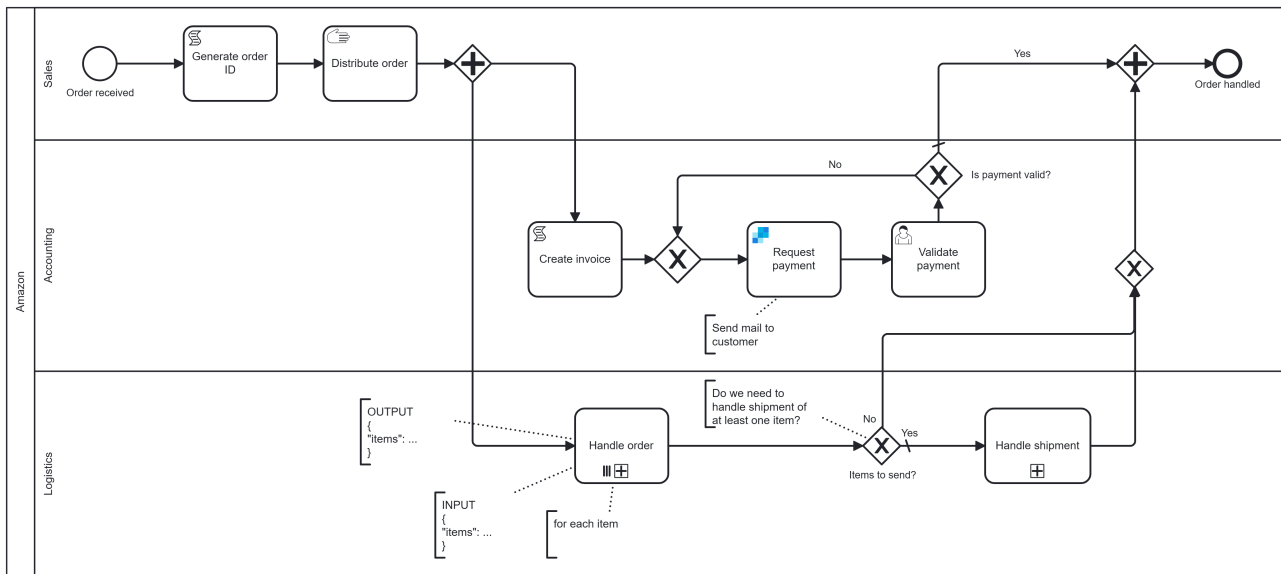 Amazon
Sales
Order received
Generate order
ID
Distribute order
Yes
Order handled
Accounting
No
Is payment valid?
Create invoice
Request
payment
Validate
payment
Send mail to
customer
Logistics
OUTPUT
{
"items": ...
}
Handle order
Do we need to
handle shipment of
at least one item?
No
Yes
Items to send?
Handle shipment
INPUT
{
"items": ...
}
for each item